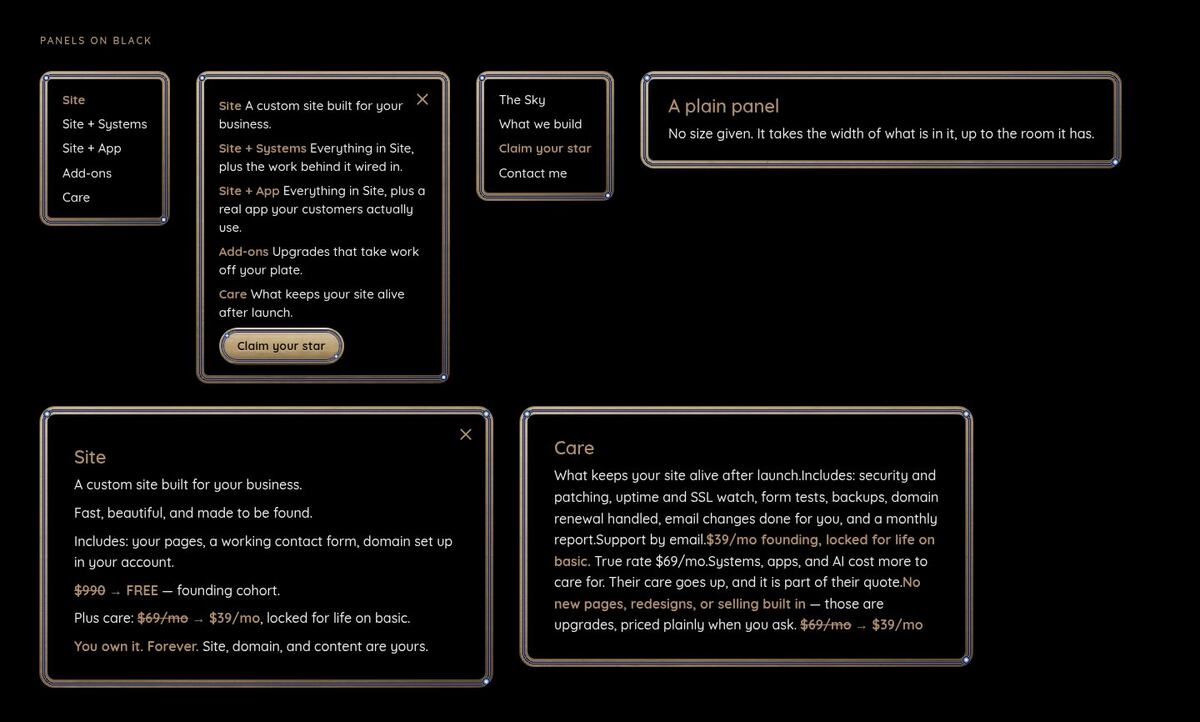 PANELS ON BLACK
Site
Site + Systems
Site + App
Add-ons
Care
Site A custom site built for your
business.
Site + Systems Everything in Site,
plus the work behind it wired in.
Site + App Everything in Site, plus a
real app your customers actually
use.
Add-ons Upgrades that take work
off your plate.
Care What keeps your site alive
after launch.
Claim your star
The Sky
What we build
Claim your star
Contact me
A plain panel
No size given. It takes the width of what is in it, up to the room it has.
Site
A custom site built for your business.
Fast, beautiful, and made to be found.
Includes: your pages, a working contact form, domain set up
in your account.
$990 → FREE — founding cohort.
Plus care: $69/mo → $39/mo, locked for life on basic.
You own it. Forever. Site, domain, and content are yours.
Care
What keeps your site alive after launch.Includes: security and
patching, uptime and SSL watch, form tests, backups, domain
renewal handled, email changes done for you, and a monthly
report.Support by email.$39/mo founding, locked for life on
basic. True rate $69/mo.Systems, apps, and AI cost more to
care for. Their care goes up, and it is part of their quote.No
new pages, redesigns, or selling built in — those are
upgrades, priced plainly when you ask. $69/mo → $39/mo